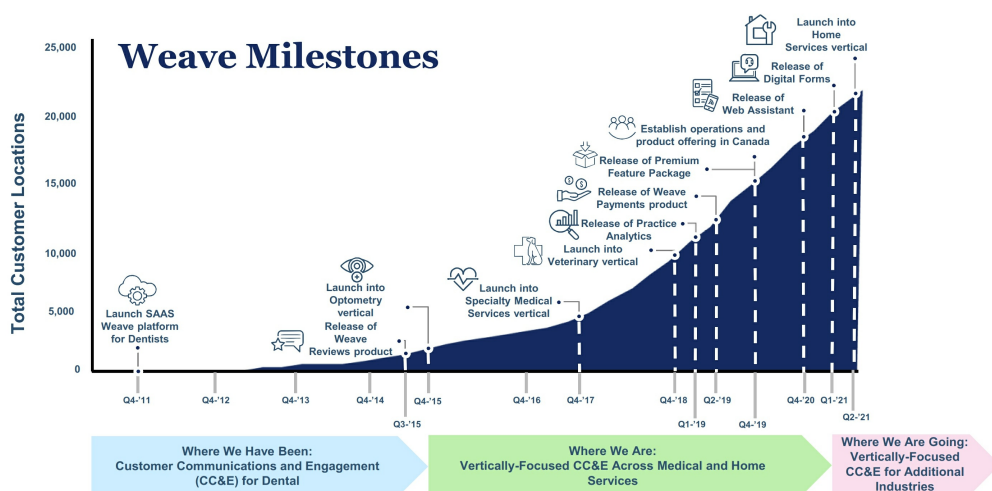 Weave Milestones
Total Customer Locations
25,000
20,000
15,000
10,000
5,000
0
Launch SAAS
Weave platform
for Dentists
Launch into
Optometry
vertical
Release of
Weave
Reviews product
Launch into
Specialty Medical
Services vertical
Launch into
Veterinary vertical
Release of Practice
Analytics
Release of Weave
Payments product
Release of Premium
Feature Package
Establish operations and
product offering in Canada
Release of
Web Assistant
Release of
Digital Forms
Launch into
Home
Services vertical
Q4-'11
Q4-'12
Q4-'13
Q4-'14
Q3-'15
Q4-'15
Q4-'16
Q4-'17
Q4-'18
Q1-'19
Q2-'19
Q4-'19
Q4-'20
Q1-'21
Q2-'21
Where We Have Been:
Customer Communications and Engagement
(CC&E) for Dental
Where We Are:
Vertically-Focused CC&E Across Medical and Home
Services
Where We Are Going:
Vertically-Focused
CC&E for Additional
Industries